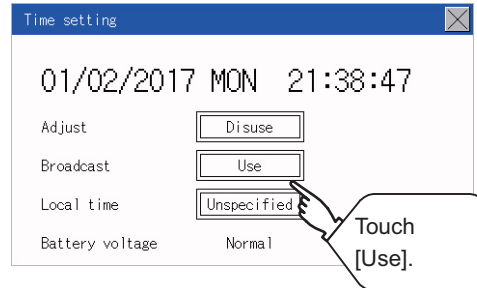 Time setting
01/02/2017 MON 21:38:47
Adjust Disuse
Broadcast Use
Local time Unspecified
Battery voltage Normal
Touch
[Use].